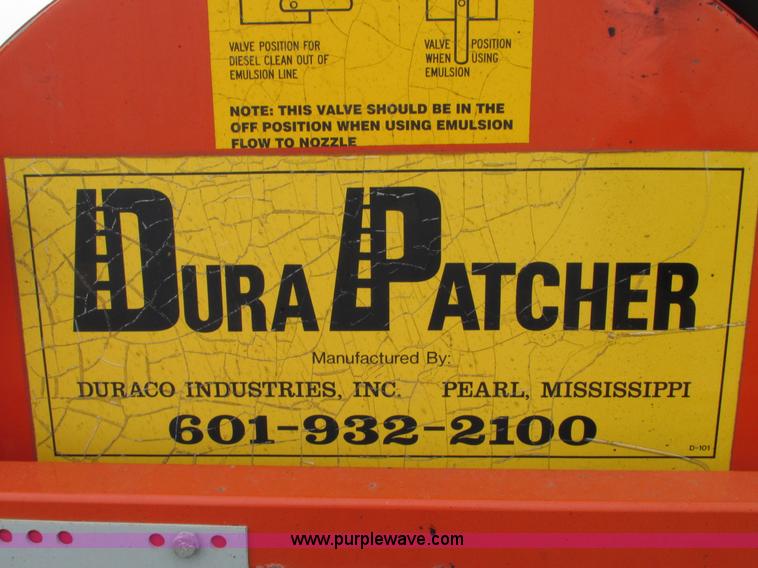 VALVE POSITION FOR
DIESEL CLEAN OUT OF
EMULSION LINE
VALVE POSITION
WHEN USING
EMULSION
NOTE: THIS VALVE SHOULD BE IN THE
OFF POSITION WHEN USING EMULSION
FLOW TO NOZZLE
DURA PATCHER
Manufactured By:
DURACO INDUSTRIES, INC. PEARL, MISSISSIPPI
601-932-2100
D-101
www.purplewave.com